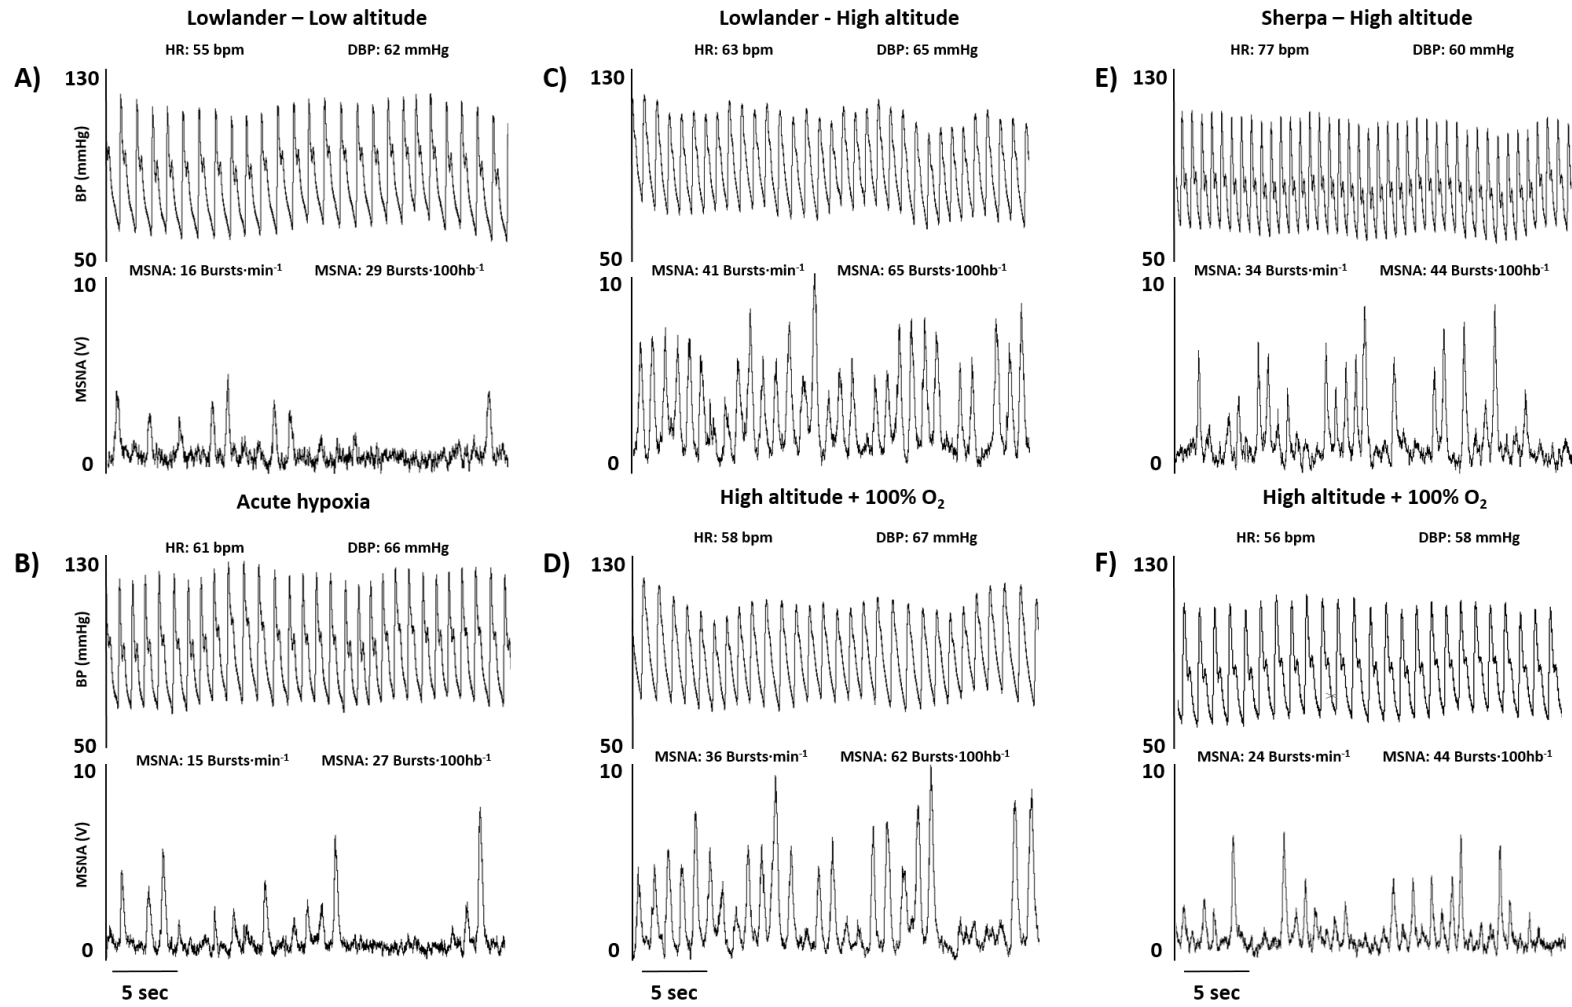 Lowlander – Low altitude
HR: 55 bpm DBP: 62 mmHg
A)
130
BP (mmHg)
50
MSNA: 16 Bursts·min-1 MSNA: 29 Bursts·100hb-1
10
MSNA (V)
0
Acute hypoxia
HR: 61 bpm DBP: 66 mmHg
B)
130
BP (mmHg)
50
MSNA: 15 Bursts·min-1 MSNA: 27 Bursts·100hb-1
10
MSNA (V)
0
5 sec
Lowlander - High altitude
HR: 63 bpm DBP: 65 mmHg
C)
130
50
MSNA: 41 Bursts·min-1 MSNA: 65 Bursts·100hb-1
10
0
High altitude + 100% O2
HR: 58 bpm DBP: 67 mmHg
D)
130
50
MSNA: 36 Bursts·min-1 MSNA: 62 Bursts·100hb-1
10
0
5 sec
Sherpa – High altitude
HR: 77 bpm DBP: 60 mmHg
E)
130
50
MSNA: 34 Bursts·min-1 MSNA: 44 Bursts·100hb-1
10
0
High altitude + 100% O2
HR: 56 bpm DBP: 58 mmHg
F)
130
50
MSNA: 24 Bursts·min-1 MSNA: 44 Bursts·100hb-1
10
0
5 sec